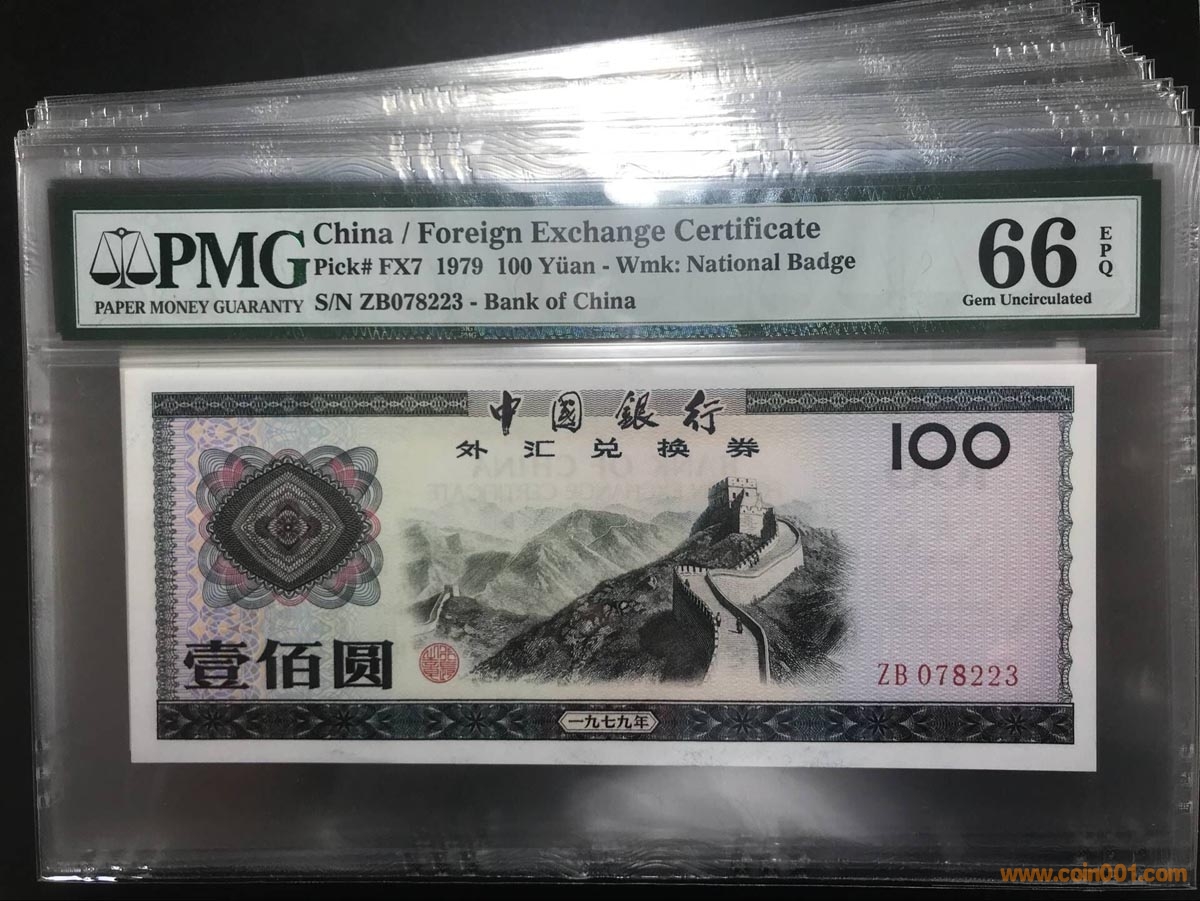 PMG
PAPER MONEY GUARANTY
China / Foreign Exchange Certificate
Pick# FX7 1979 100 Yüan - Wmk: National Badge
S/N ZB078223 - Bank of China
66
EPQ
Gem Uncirculated
中國銀行
外汇兑换券
100
壹佰圆
ZB 078223
一九七九年
www.coin001.com